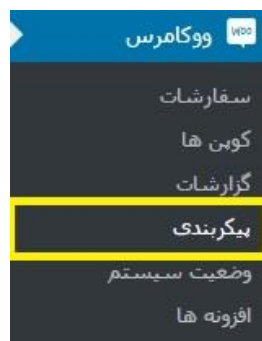 ووکامرس
سفارشات
کوپن ها
گزارشات
پیکربندی
وضعیت سیستم
افزونه ها